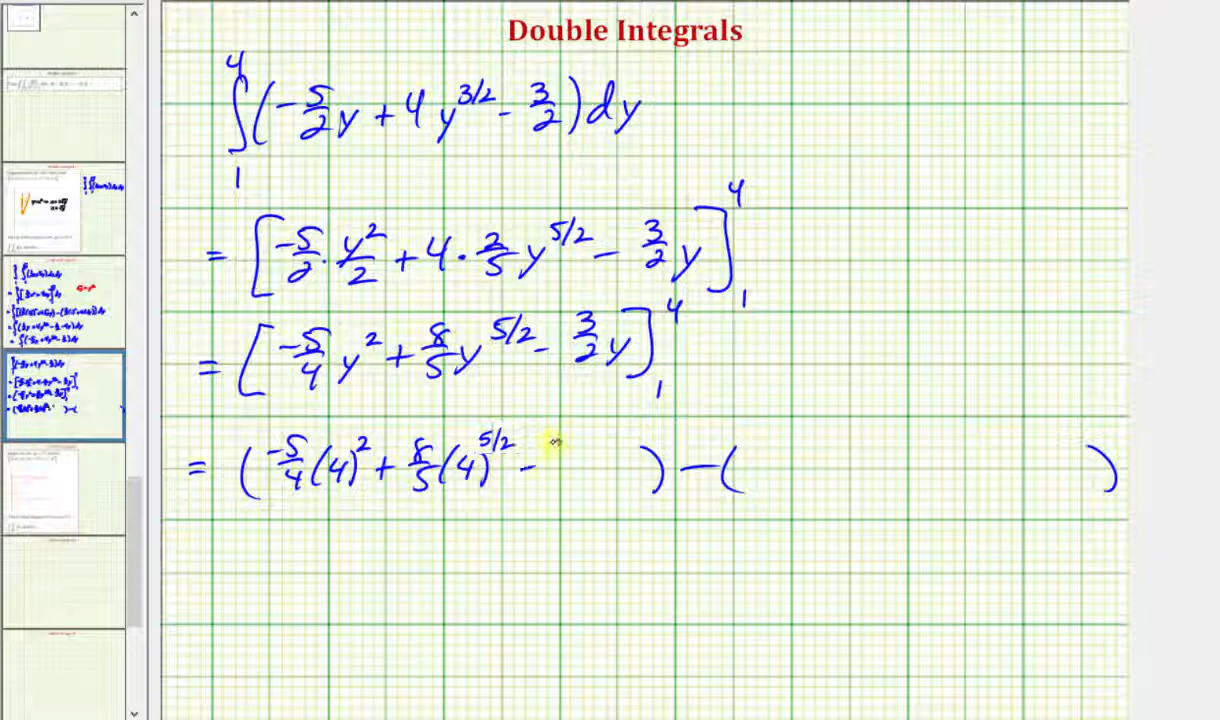 Double Integrals
∫₁⁴ (-5/2 y + 4 y^(3/2) - 3/2) dy
= [-5/2 · y²/2 + 4 · 2/5 y^(5/2) - 3/2 y]₁⁴
= [-5/4 y² + 8/5 y^(5/2) - 3/2 y]₁⁴
= (-5/4 (4)² + 8/5 (4)^(5/2) - ) - ( )